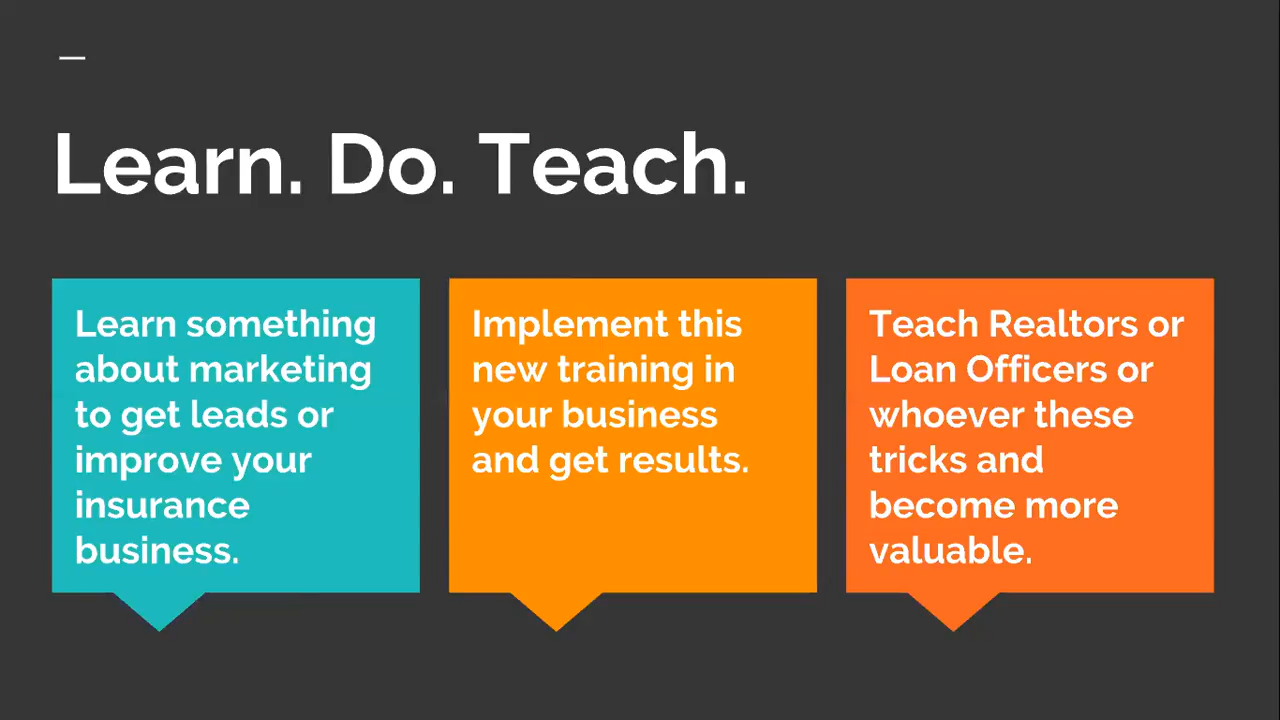 Learn. Do. Teach.
Learn something
about marketing
to get leads or
improve your
insurance
business.
Implement this
new training in
your business
and get results.
Teach Realtors or
Loan Officers or
whoever these
tricks and
become more
valuable.